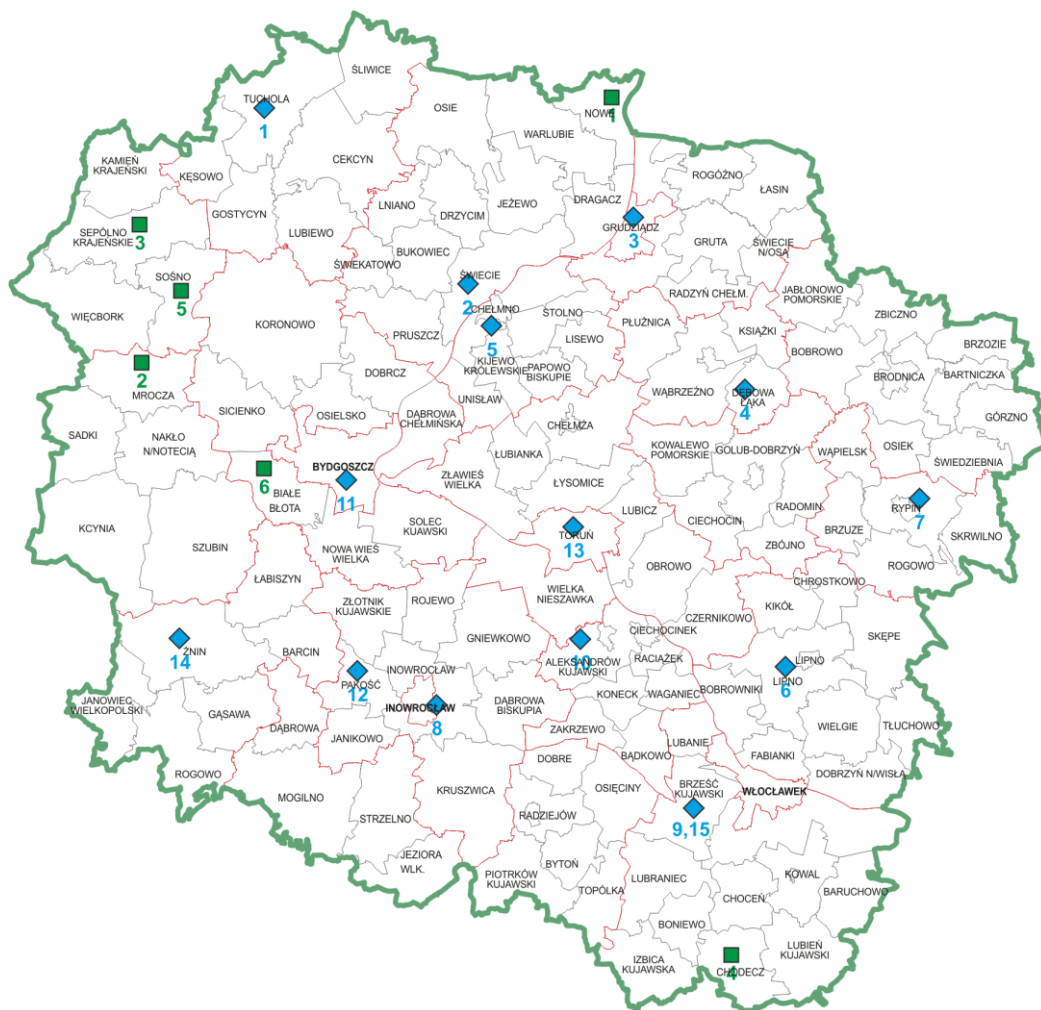 ŚLIWICE
TUCHOLA
1
OSIE
NOWE
1
WARLUBIE
KAMIEŃ
KRAJEŃSKI
KĘSOWO
CEKCYN
ROGÓŹNO
ŁASIN
GOSTYCYN
LUBIEWO
LNIANO
DRZYCIM
JEŻEWO
DRAGACZ
GRUDZIĄDZ
3
SEPÓLNO
KRAJEŃSKIE
3
BUKOWIEC
GRUTA
ŚWIECIE
N/OSĄ
ŚWIEKATOWO
SOŚNO
5
ŚWIECIE
2
RADZYŃ CHEŁM.
JABŁONOWO
POMORSKIE
WIĘCBORK
KORONOWO
PRUSZCZ
CHEŁMNO
5
STOLNO
PŁUŻNICA
KSIĄŻKI
ZBICZNO
LISEWO
BOBROWO
BRZOZIE
2
MROCZA
DOBRCZ
KIJEWO
KRÓLEWSKIE
PAPOWO
BISKUPIE
BRODNICA
BARTNICZKA
UNISŁAW
WĄBRZEŹNO
DĘBOWA
ŁĄKA
4
SADKI
NAKŁO
N/NOTECIĄ
SICIENKO
OSIELSKO
DĄBROWA
CHEŁMIŃSKA
CHEŁMŻA
GÓRZNO
BYDGOSZCZ
11
ŁUBIANKA
KOWALEWO
POMORSKIE
GOLUB-DOBRZYŃ
WĄPIELSK
OSIEK
ŚWIEDZIEBNIA
6
BIAŁE
BŁOTA
ZŁAWIEŚ
WIELKA
ŁYSOMICE
KCYNIA
SZUBIN
SOLEC
KUJAWSKI
TORUŃ
13
LUBICZ
CIECHOCIN
RADOMIN
BRZUZE
RYPIN
7
SKRWILNO
NOWA WIEŚ
WIELKA
ZBÓJNO
ROGOWO
ŁABISZYN
OBROWO
CHROSTKOWO
ZŁOTNIK
KUJAWSKIE
ROJEWO
WIELKA
NIESZAWKA
KIKÓŁ
CZERNIKOWO
14
ŻNIN
BARCIN
GNIEWKOWO
CIECHOCINEK
SKĘPE
ALEKSANDRÓW
KUJAWSKI
10
RACIĄŻEK
LIPNO
LIPNO
6
PAKOŚĆ
12
INOWROCŁAW
JANOWIEC
WIELKOPOLSKI
GĄSAWA
DĄBROWA
INOWROCŁAW
8
DĄBROWA
BISKUPIA
KONECK
WAGANIEC
BOBROWNIKI
WIELGIE
TŁUCHOWO
JANIKOWO
ZAKRZEWO
LUBANIE
FABIANKI
ROGOWO
DOBRE
BĄDKOWO
DOBRZYŃ N/WISŁĄ
MOGILNO
KRUSZWICA
OSIĘCINY
BRZEŚĆ
KUJAWSKI
9,15
WŁOCŁAWEK
STRZELNO
RADZIEJÓW
JEZIORA
WLK.
PIOTRKÓW
KUJAWSKI
BYTOŃ
TOPÓLKA
LUBRANIEC
KOWAL
CHOCEŃ
BARUCHOWO
BONIEWO
IZBICA
KUJAWSKA
CHODECZ
4
LUBIEŃ
KUJAWSKI